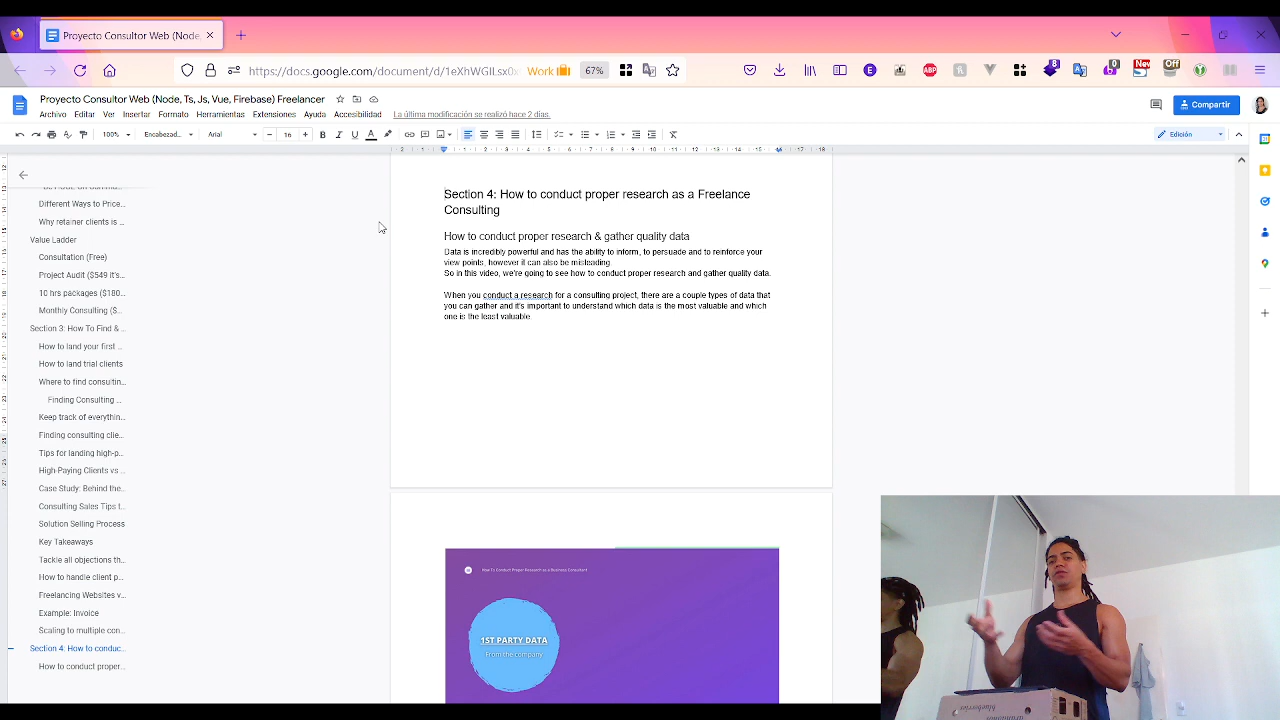 Proyecto Consultor Web (Node,
https://docs.google.com/document/d/1eXhWGILsx0x
Work
67%
New
Off
ABP
Proyecto Consultor Web (Node, Ts, Js, Vue, Firebase) Freelancer
Archivo Editar Ver Insertar Formato Herramientas Extensiones Ayuda Accesibilidad La última modificación se realizó hace 2 días.
Compartir
100% Encabezad... Arial 16 Edición
Different Ways to Price...
Why retainer clients is ...
Value Ladder
Consultation (Free)
Project Audit ($549 it's...
10 hrs packages ($180...
Monthly Consulting ($...
Section 3: How To Find & ...
How to land your first ...
How to land trial clients
Where to find consultin...
Finding Consulting ...
Keep track of everythin...
Finding consulting clie...
Tips for landing high-p...
High-Paying Clients vs ...
Case Study: Behind the...
Consulting Sales Tips t...
Solution Selling Process
Key Takeaways
Tackle all objections th...
How to handle client p...
Freelancing Websites v...
Example: Invoice
Scaling to multiple con...
Section 4: How to conduc...
How to conduct proper...
Section 4: How to conduct proper research as a Freelance
Consulting
How to conduct proper research & gather quality data
Data is incredibly powerful and has the ability to inform, to persuade and to reinforce your
view points, however it can also be misleading.
So in this video, we're going to see how to conduct proper research and gather quality data.
When you conduct a research for a consulting project, there are a couple types of data that
you can gather and it's important to understand which data is the most valuable and which
one is the least valuable
How To Conduct Proper Research as a Business Consultant
1ST PARTY DATA
From the company